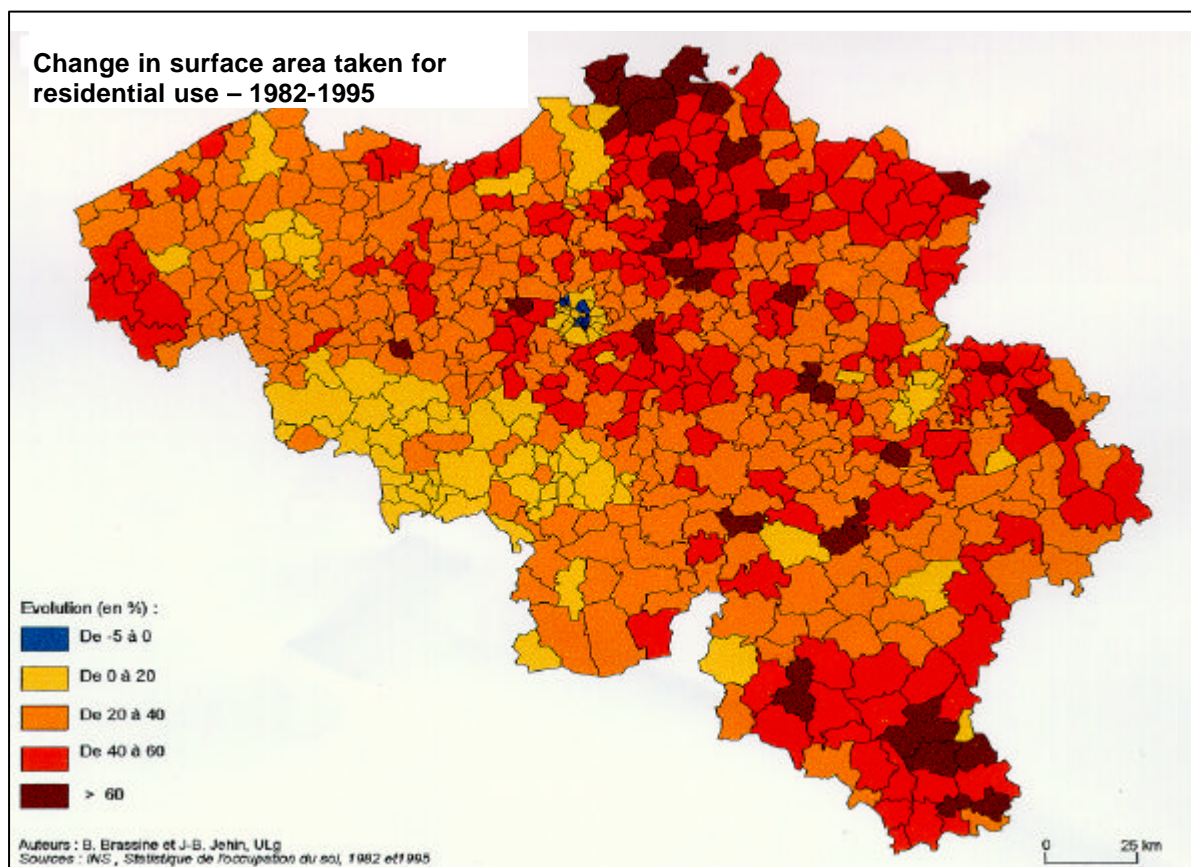 Change in surface area taken for
residential use – 1982-1995
Evolution (en %) :
De -5 à 0
De 0 à 20
De 20 à 40
De 40 à 60
> 60
Auteurs : B. Brassine et J-B. Jehin, ULg
Sources : INS , Statistique de l'occupation du sol, 1982 et 1995
0 25 km